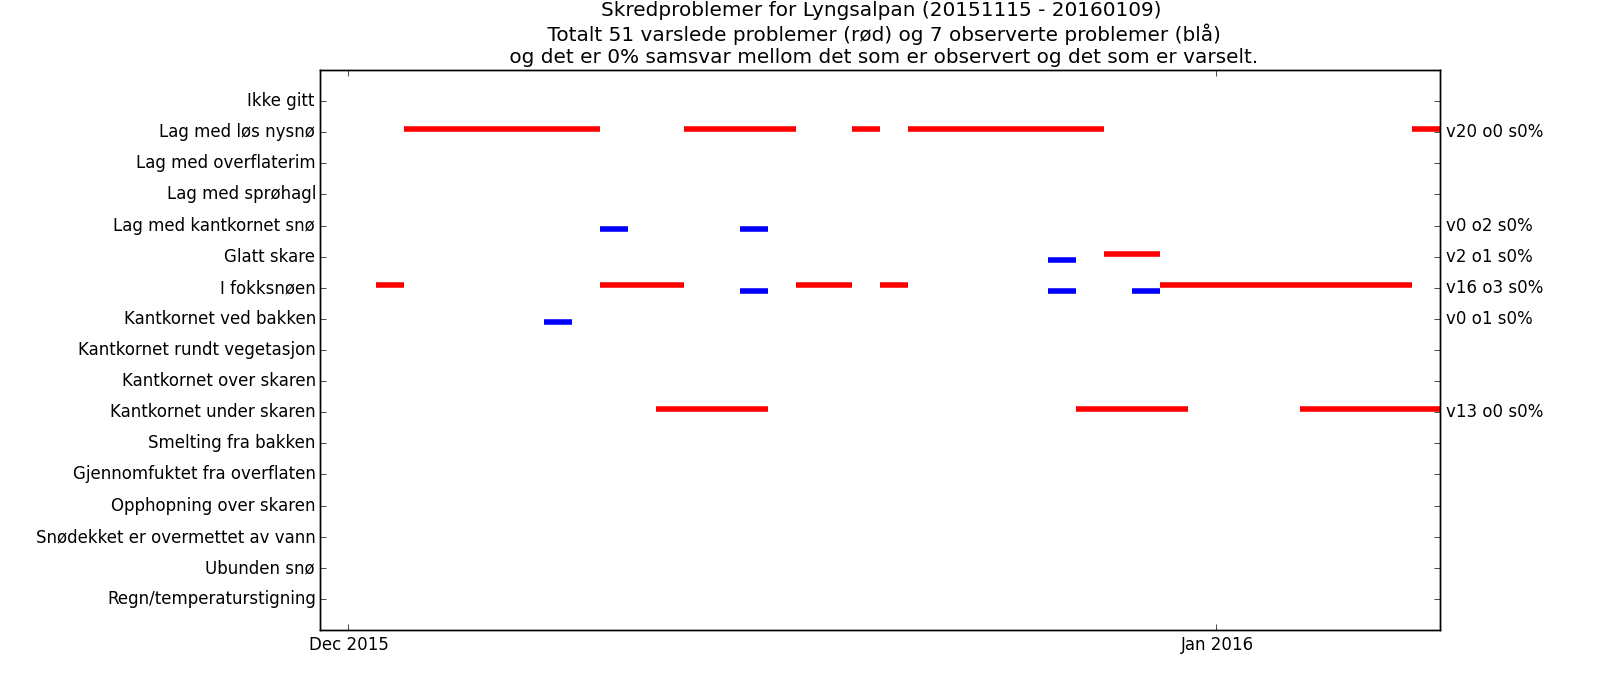 Skredproblemer for Lyngsalpan (20151115 - 20160109)
Totalt 51 varslede problemer (rød) og 7 observerte problemer (blå)
og det er 0% samsvar mellom det som er observert og det som er varselt.
Ikke gitt
Lag med løs nysnø v20 o0 s0%
Lag med overflaterim
Lag med sprøhagl
Lag med kantkornet snø v0 o2 s0%
Glatt skare v2 o1 s0%
I fokksnøen v16 o3 s0%
Kantkornet ved bakken v0 o1 s0%
Kantkornet rundt vegetasjon
Kantkornet over skaren
Kantkornet under skaren v13 o0 s0%
Smelting fra bakken
Gjennomfuktet fra overflaten
Opphopning over skaren
Snødekket er overmettet av vann
Ubunden snø
Regn/temperaturstigning
Dec 2015 Jan 2016